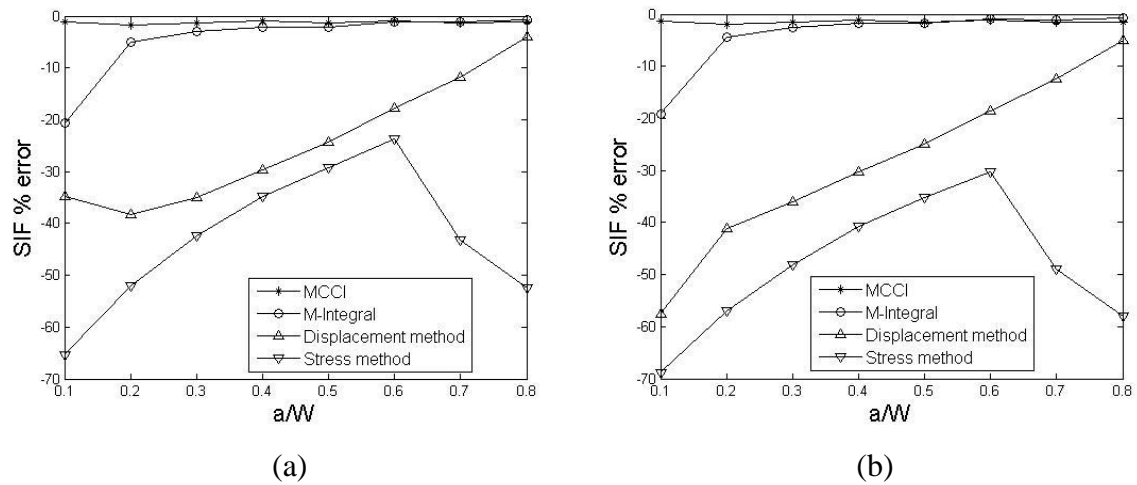 0
-10
-20
-30
-40
-50
-60
-70
SIF % error
0.1 0.2 0.3 0.4 0.5 0.6 0.7 0.8
a/W
MCCI
M-Integral
Displacement method
Stress method
(a)
0
-10
-20
-30
-40
-50
-60
-70
SIF % error
0.1 0.2 0.3 0.4 0.5 0.6 0.7 0.8
a/W
MCCI
M-Integral
Displacement method
Stress method
(b)